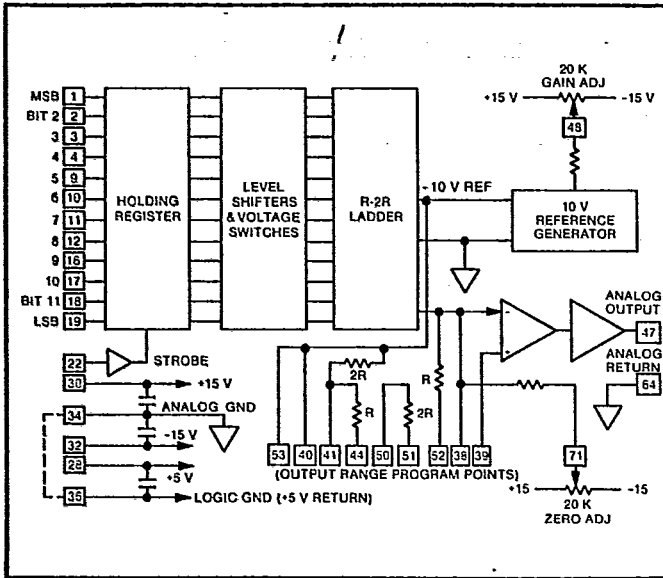 20 K
GAIN ADJ
+15 V
-15 V
48
MSB 1
BIT 2 2
3 3
4 4
5 9
6 10
7 11
8 12
9 16
10 17
BIT 11 18
LSB 19
HOLDING
REGISTER
LEVEL
SHIFTERS
& VOLTAGE
SWITCHES
R-2R
LADDER
-10 V REF
10 V
REFERENCE
GENERATOR
ANALOG
OUTPUT
47
ANALOG
RETURN
64
-
+
22 STROBE
30 +15 V
34 ANALOG GND
32 -15 V
28 +5 V
35 LOGIC GND (+5 V RETURN)
2R
R
2R
R
53 40 41 44 50 51 52 38 39
(OUTPUT RANGE PROGRAM POINTS)
71
+15
-15
20 K
ZERO ADJ